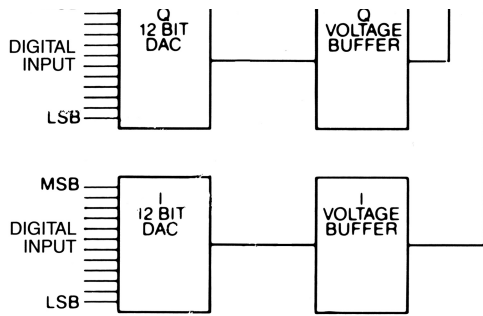 Q
12 BIT
DAC
Q
VOLTAGE
BUFFER
DIGITAL
INPUT
LSB
MSB
I
12 BIT
DAC
I
VOLTAGE
BUFFER
DIGITAL
INPUT
LSB